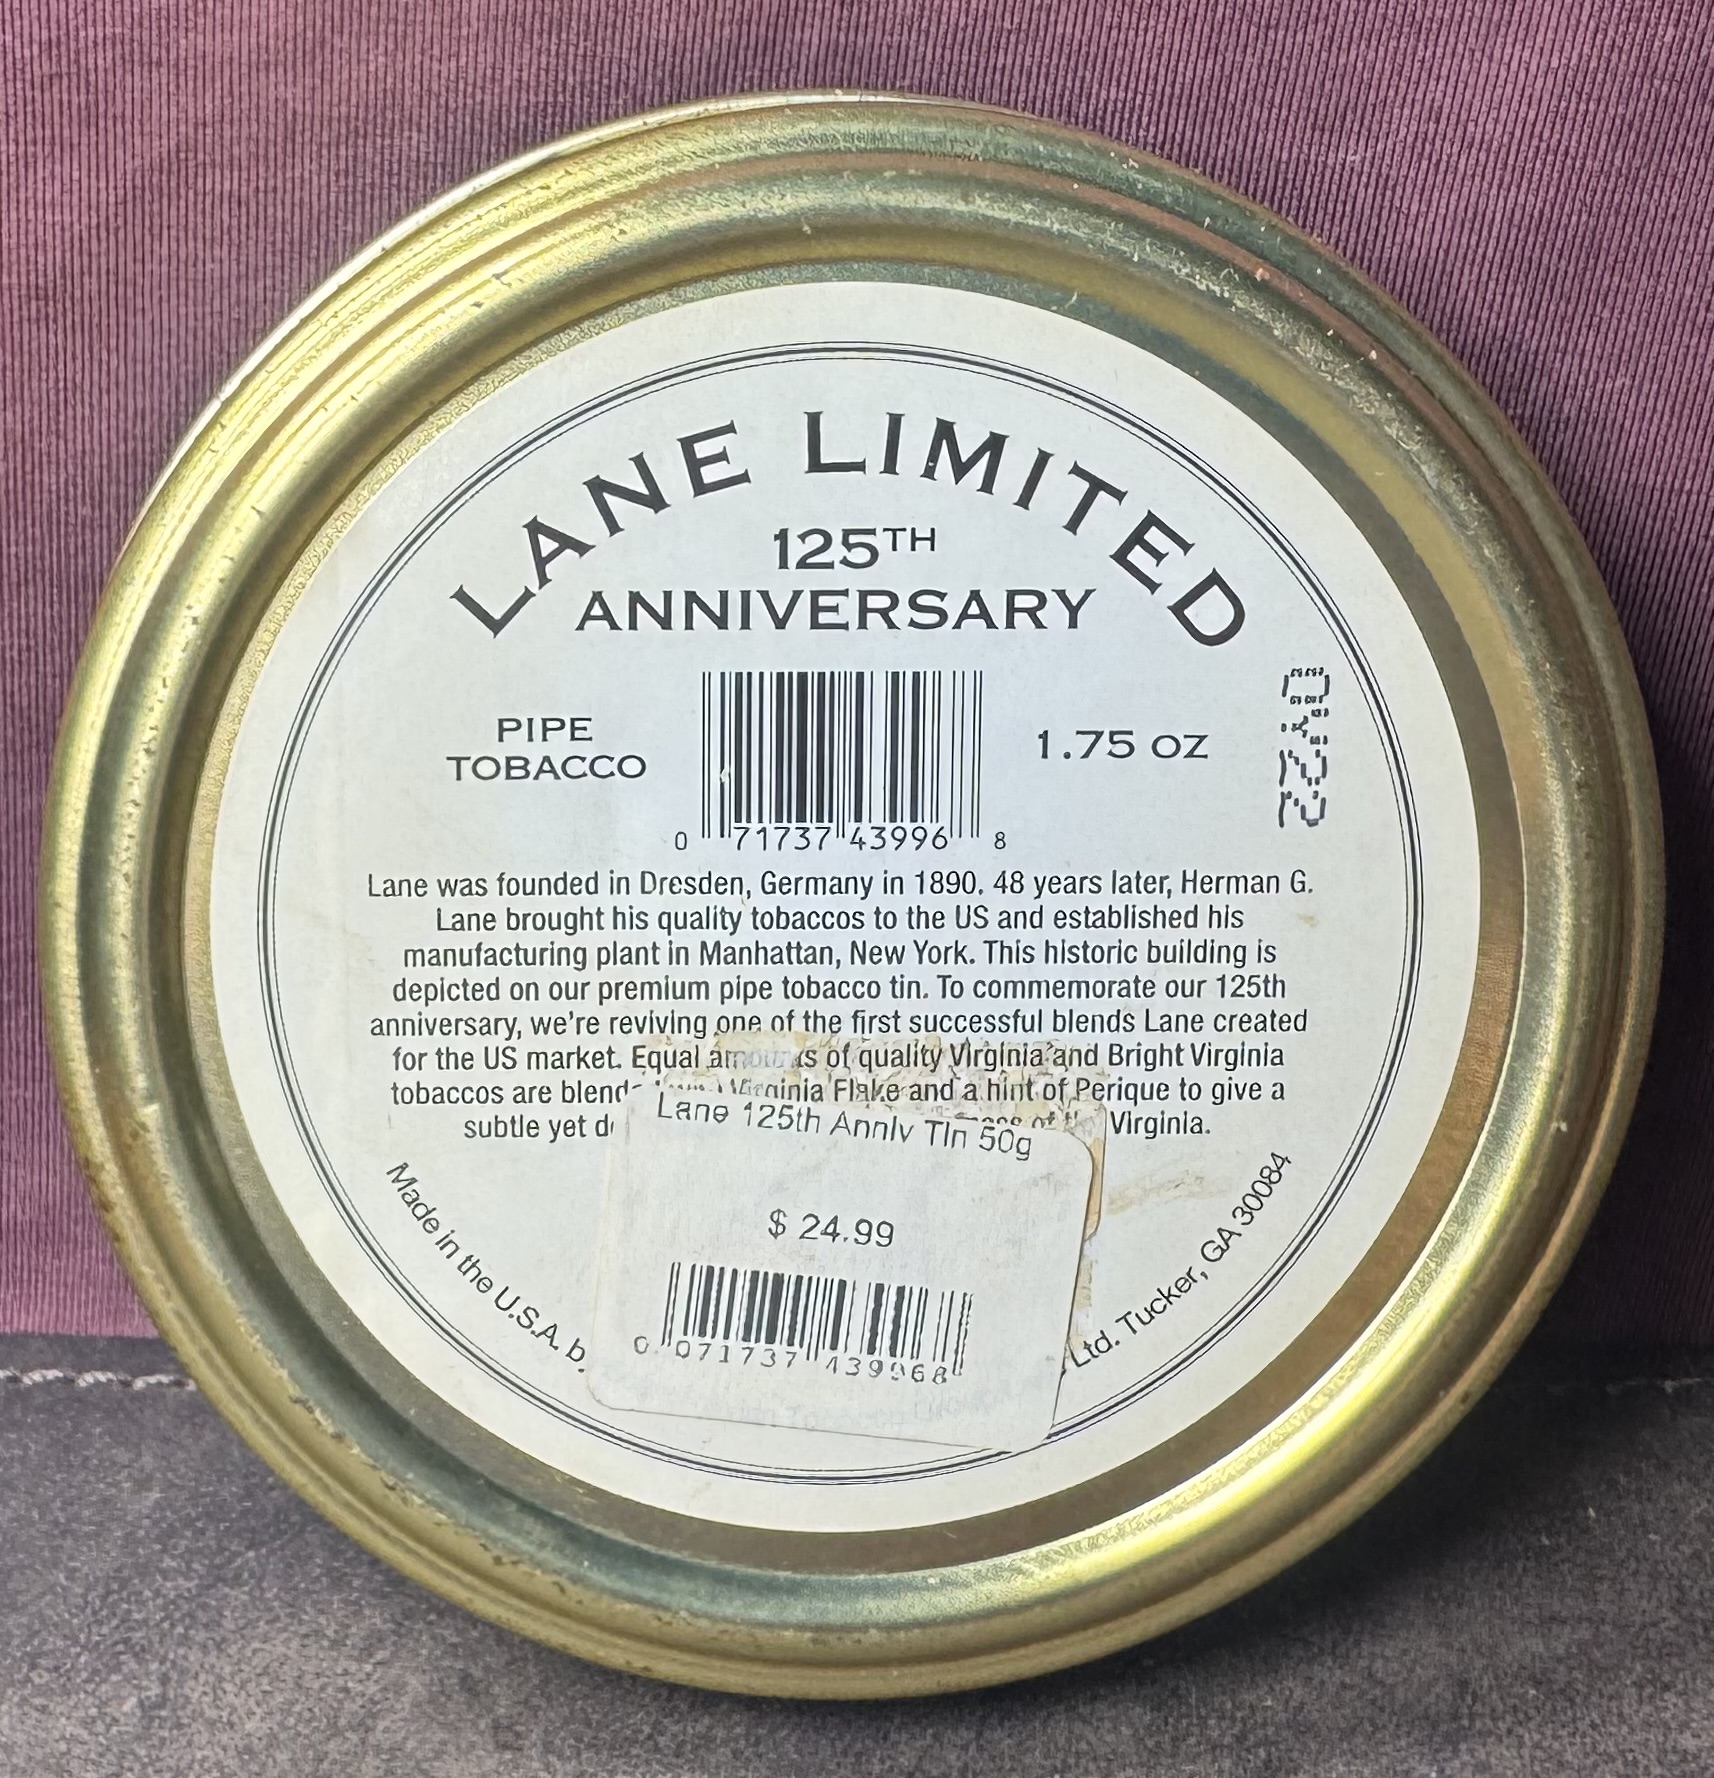 LANE LIMITED
125TH
ANNIVERSARY
PIPE
TOBACCO
1.75 OZ
0 71737 43996 8
Lane was founded in Dresden, Germany in 1890. 48 years later, Herman G.
Lane brought his quality tobaccos to the US and established his
manufacturing plant in Manhattan, New York. This historic building is
depicted on our premium pipe tobacco tin. To commemorate our 125th
anniversary, we're reviving one of the first successful blends Lane created
for the US market. Equal amounts of quality Virginia and Bright Virginia
tobaccos are Virginia Flake and a hint of Perique to give a
subtle yet of Virginia.
Lane 125th Anniv Tin 50g
$ 24.99
0 071737 439968
Made in the U.S.A.
Ltd. Tucker, GA 30084